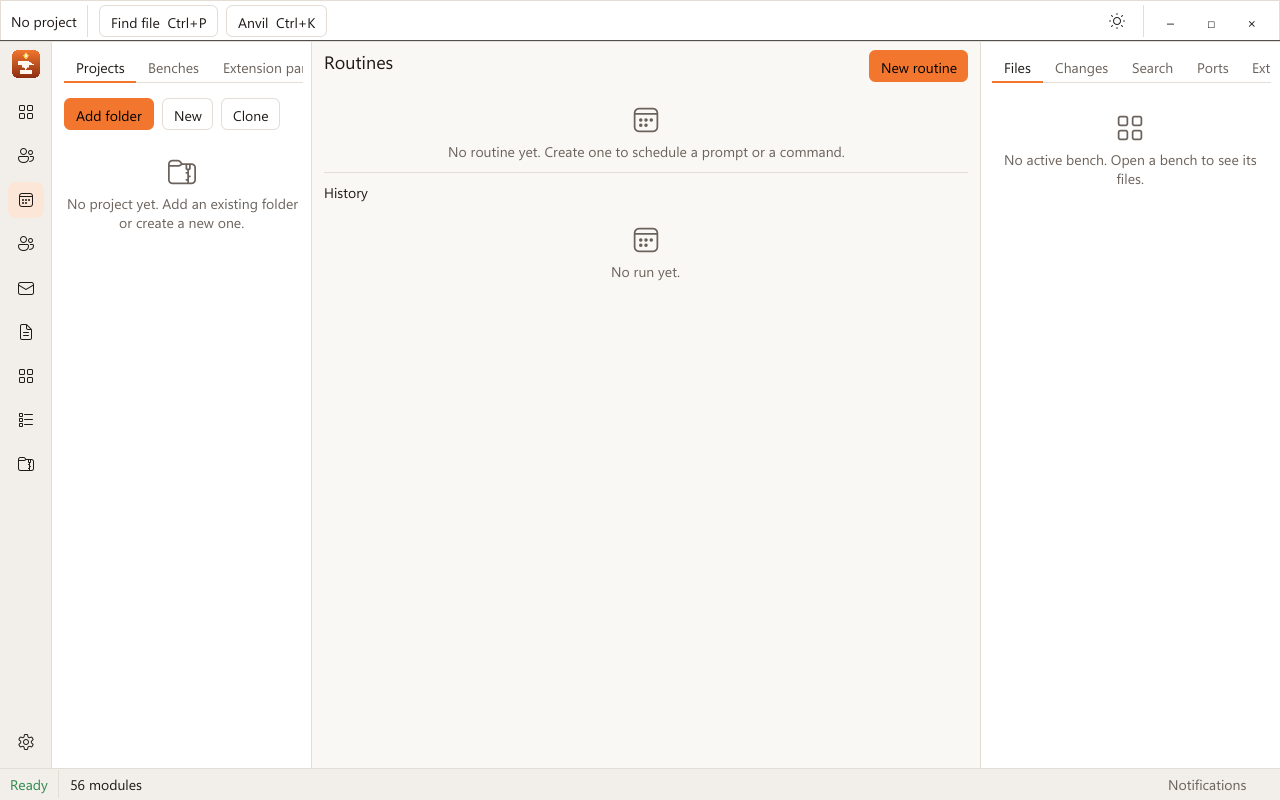 No project
Find file Ctrl+P
Anvil Ctrl+K
Projects
Benches
Extension par
Add folder
New
Clone
No project yet. Add an existing folder
or create a new one.
Routines
New routine
No routine yet. Create one to schedule a prompt or a command.
History
No run yet.
Files
Changes
Search
Ports
Ext
No active bench. Open a bench to see its
files.
Ready
56 modules
Notifications